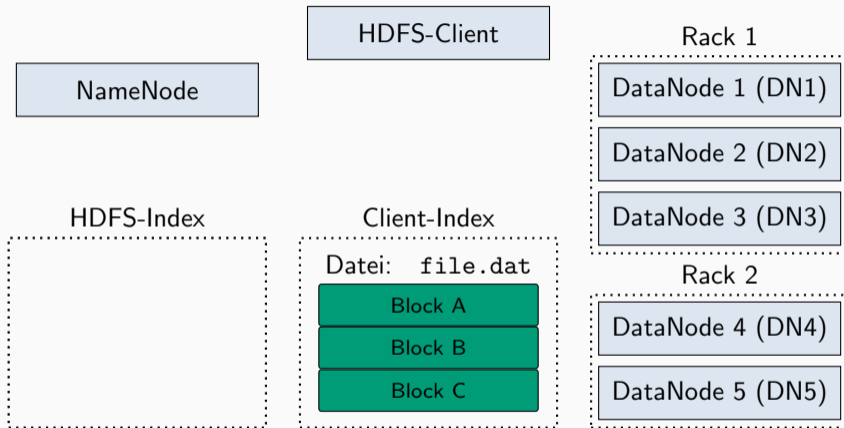 HDFS-Client
NameNode
HDFS-Index
Client-Index
Datei: file.dat
Block A
Block B
Block C
Rack 1
DataNode 1 (DN1)
DataNode 2 (DN2)
DataNode 3 (DN3)
Rack 2
DataNode 4 (DN4)
DataNode 5 (DN5)